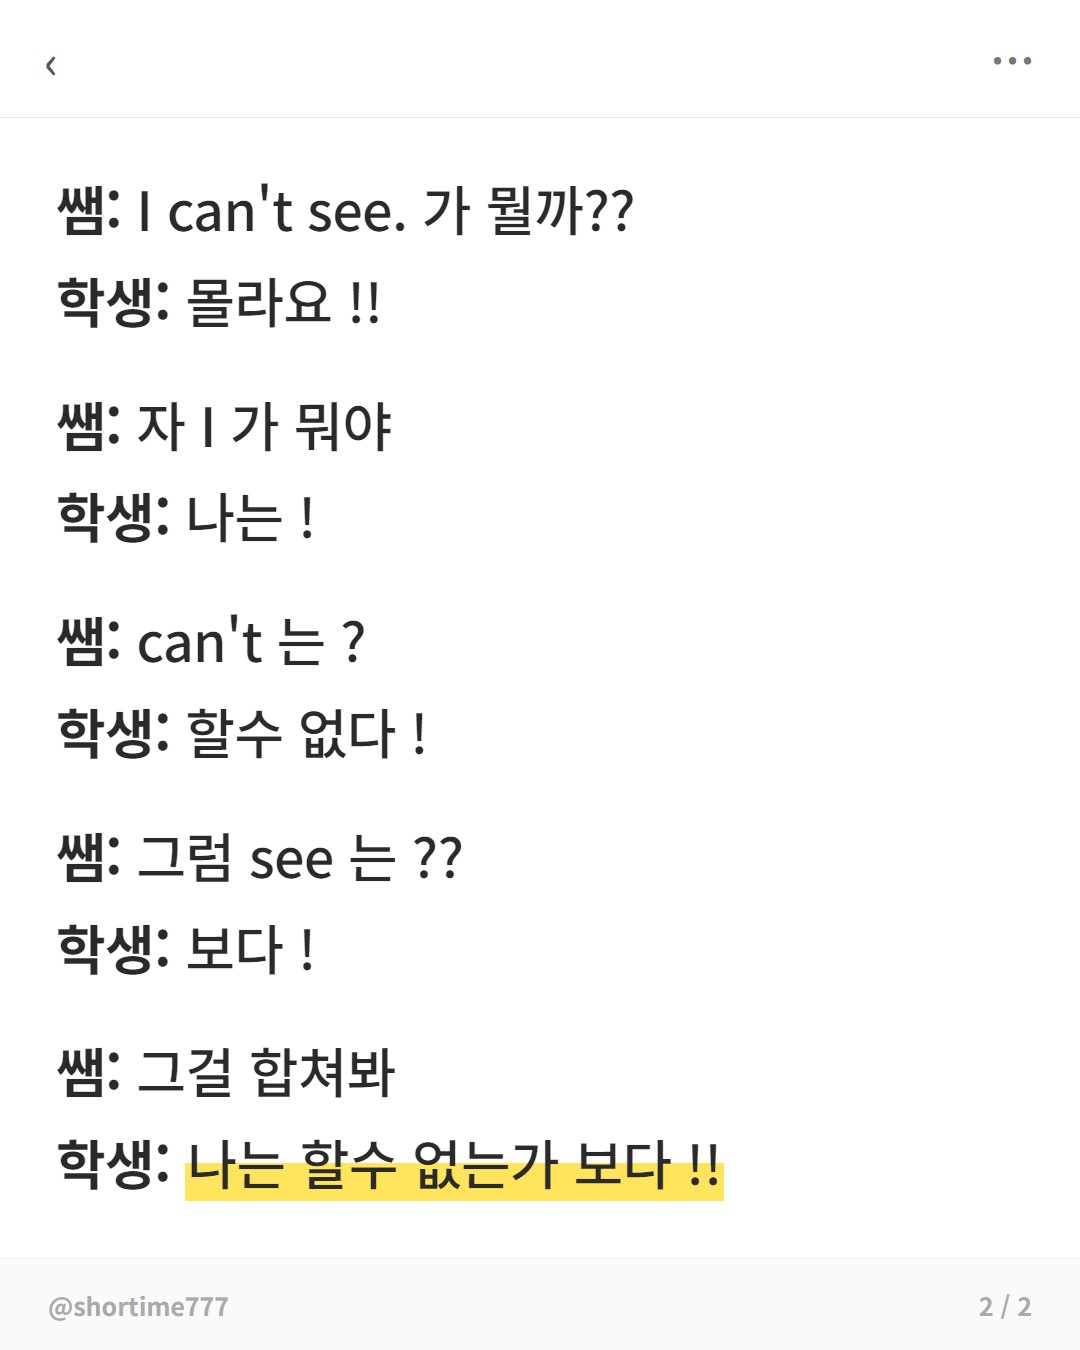 ‹ •••
쌤: I can't see. 가 뭘까??
학생: 몰라요 !!
쌤: 자 I 가 뭐야
학생: 나는 !
쌤: can't 는 ?
학생: 할수 없다 !
쌤: 그럼 see 는 ??
학생: 보다 !
쌤: 그걸 합쳐봐
학생: 나는 할수 없는가 보다 !!
@shortime777 2 / 2